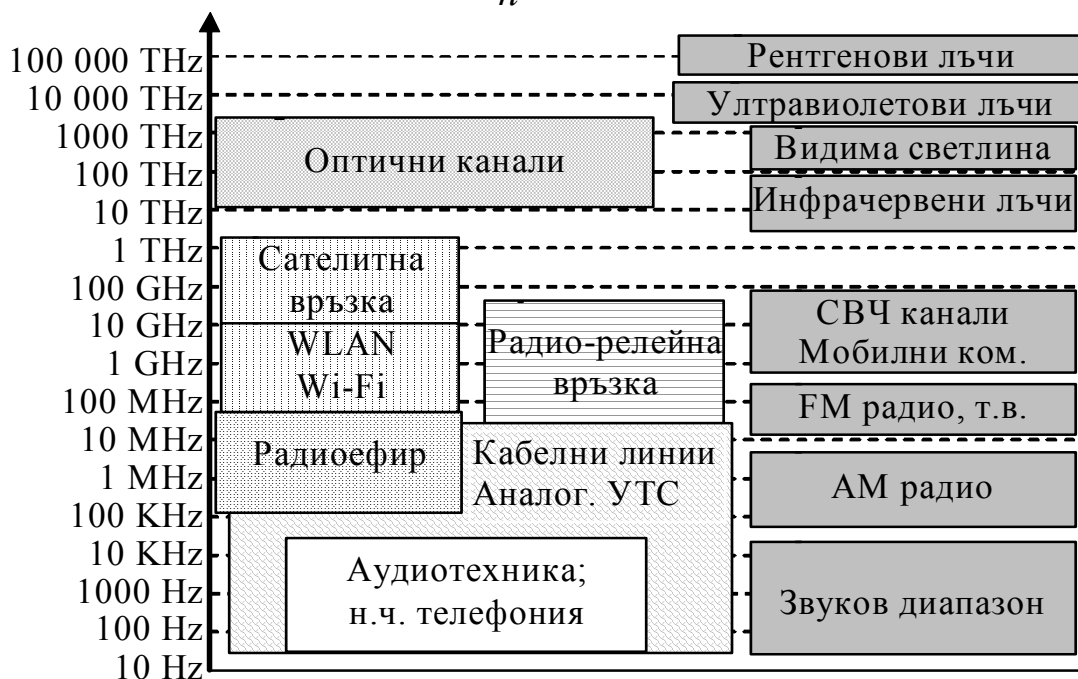 n
100 000 THz
10 000 THz
1000 THz
100 THz
10 THz
1 THz
100 GHz
10 GHz
1 GHz
100 MHz
10 MHz
1 MHz
100 KHz
10 KHz
1000 Hz
100 Hz
10 Hz
Оптични канали
Сателитна
връзка
WLAN
Wi-Fi
Радиоефир
Радио-релейна
връзка
Кабелни линии
Аналог. УТС
Аудиотехника;
н.ч. телефония
Рентгенови лъчи
Ултравиолетови лъчи
Видима светлина
Инфрачервени лъчи
СВЧ канали
Мобилни ком.
FM радио, т.в.
АМ радио
Звуков диапазон